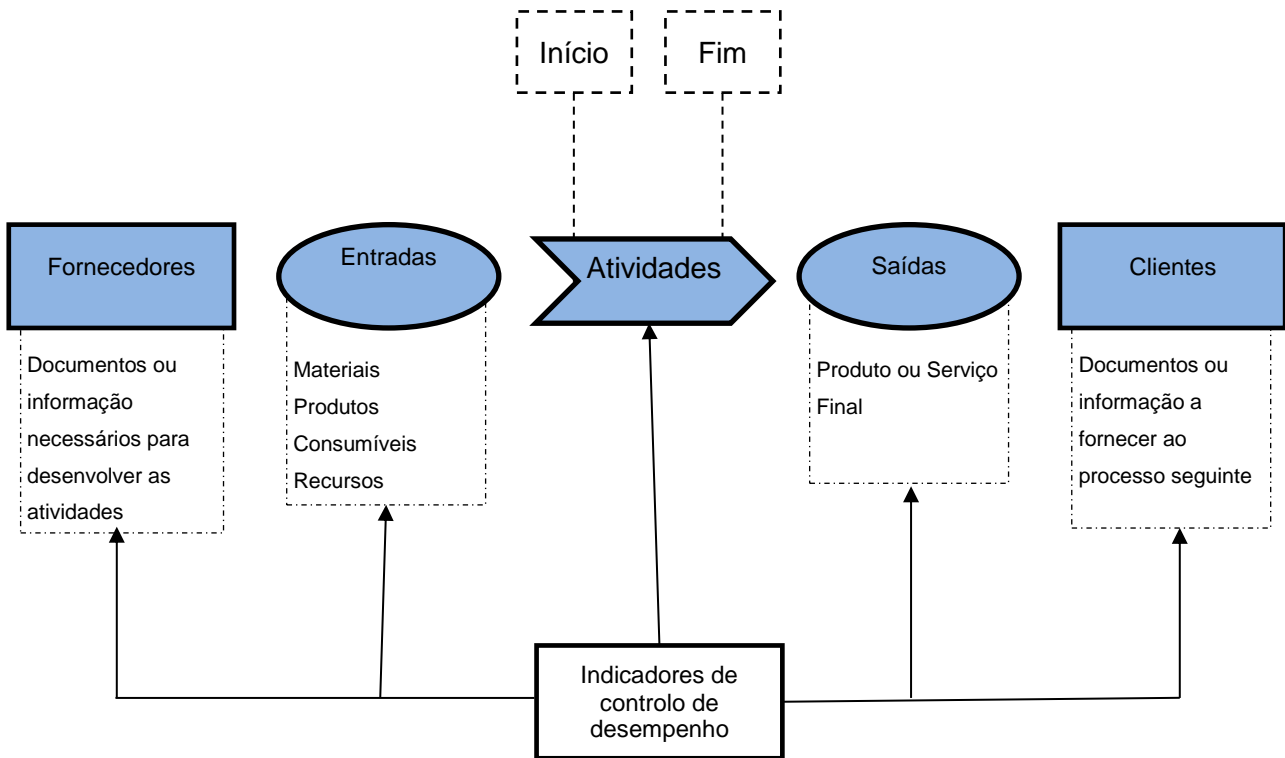 Início
Fim
Fornecedores
Entradas
Atividades
Saídas
Clientes
Documentos ou
informação
necessários para
desenvolver as
atividades
Materiais
Produtos
Consumíveis
Recursos
Produto ou Serviço
Final
Documentos ou
informação a
fornecer ao
processo seguinte
Indicadores de
controlo de
desempenho